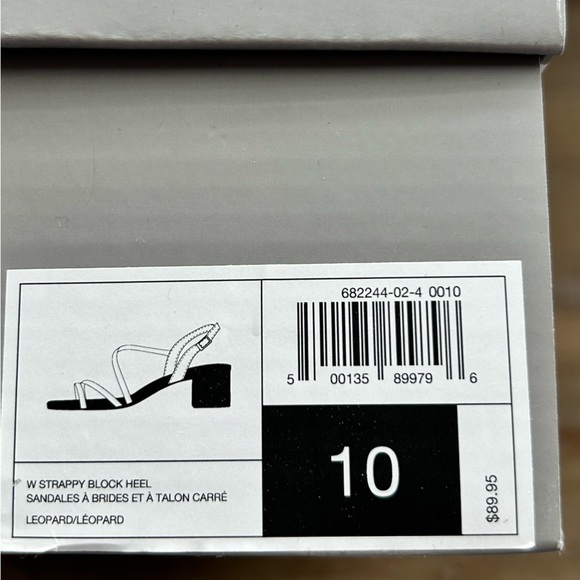 682244-02-4 0010
5 00135 89979 6
W STRAPPY BLOCK HEEL
SANDALES À BRIDES ET À TALON CARRÉ
LEOPARD/LÉOPARD
10
$89.95